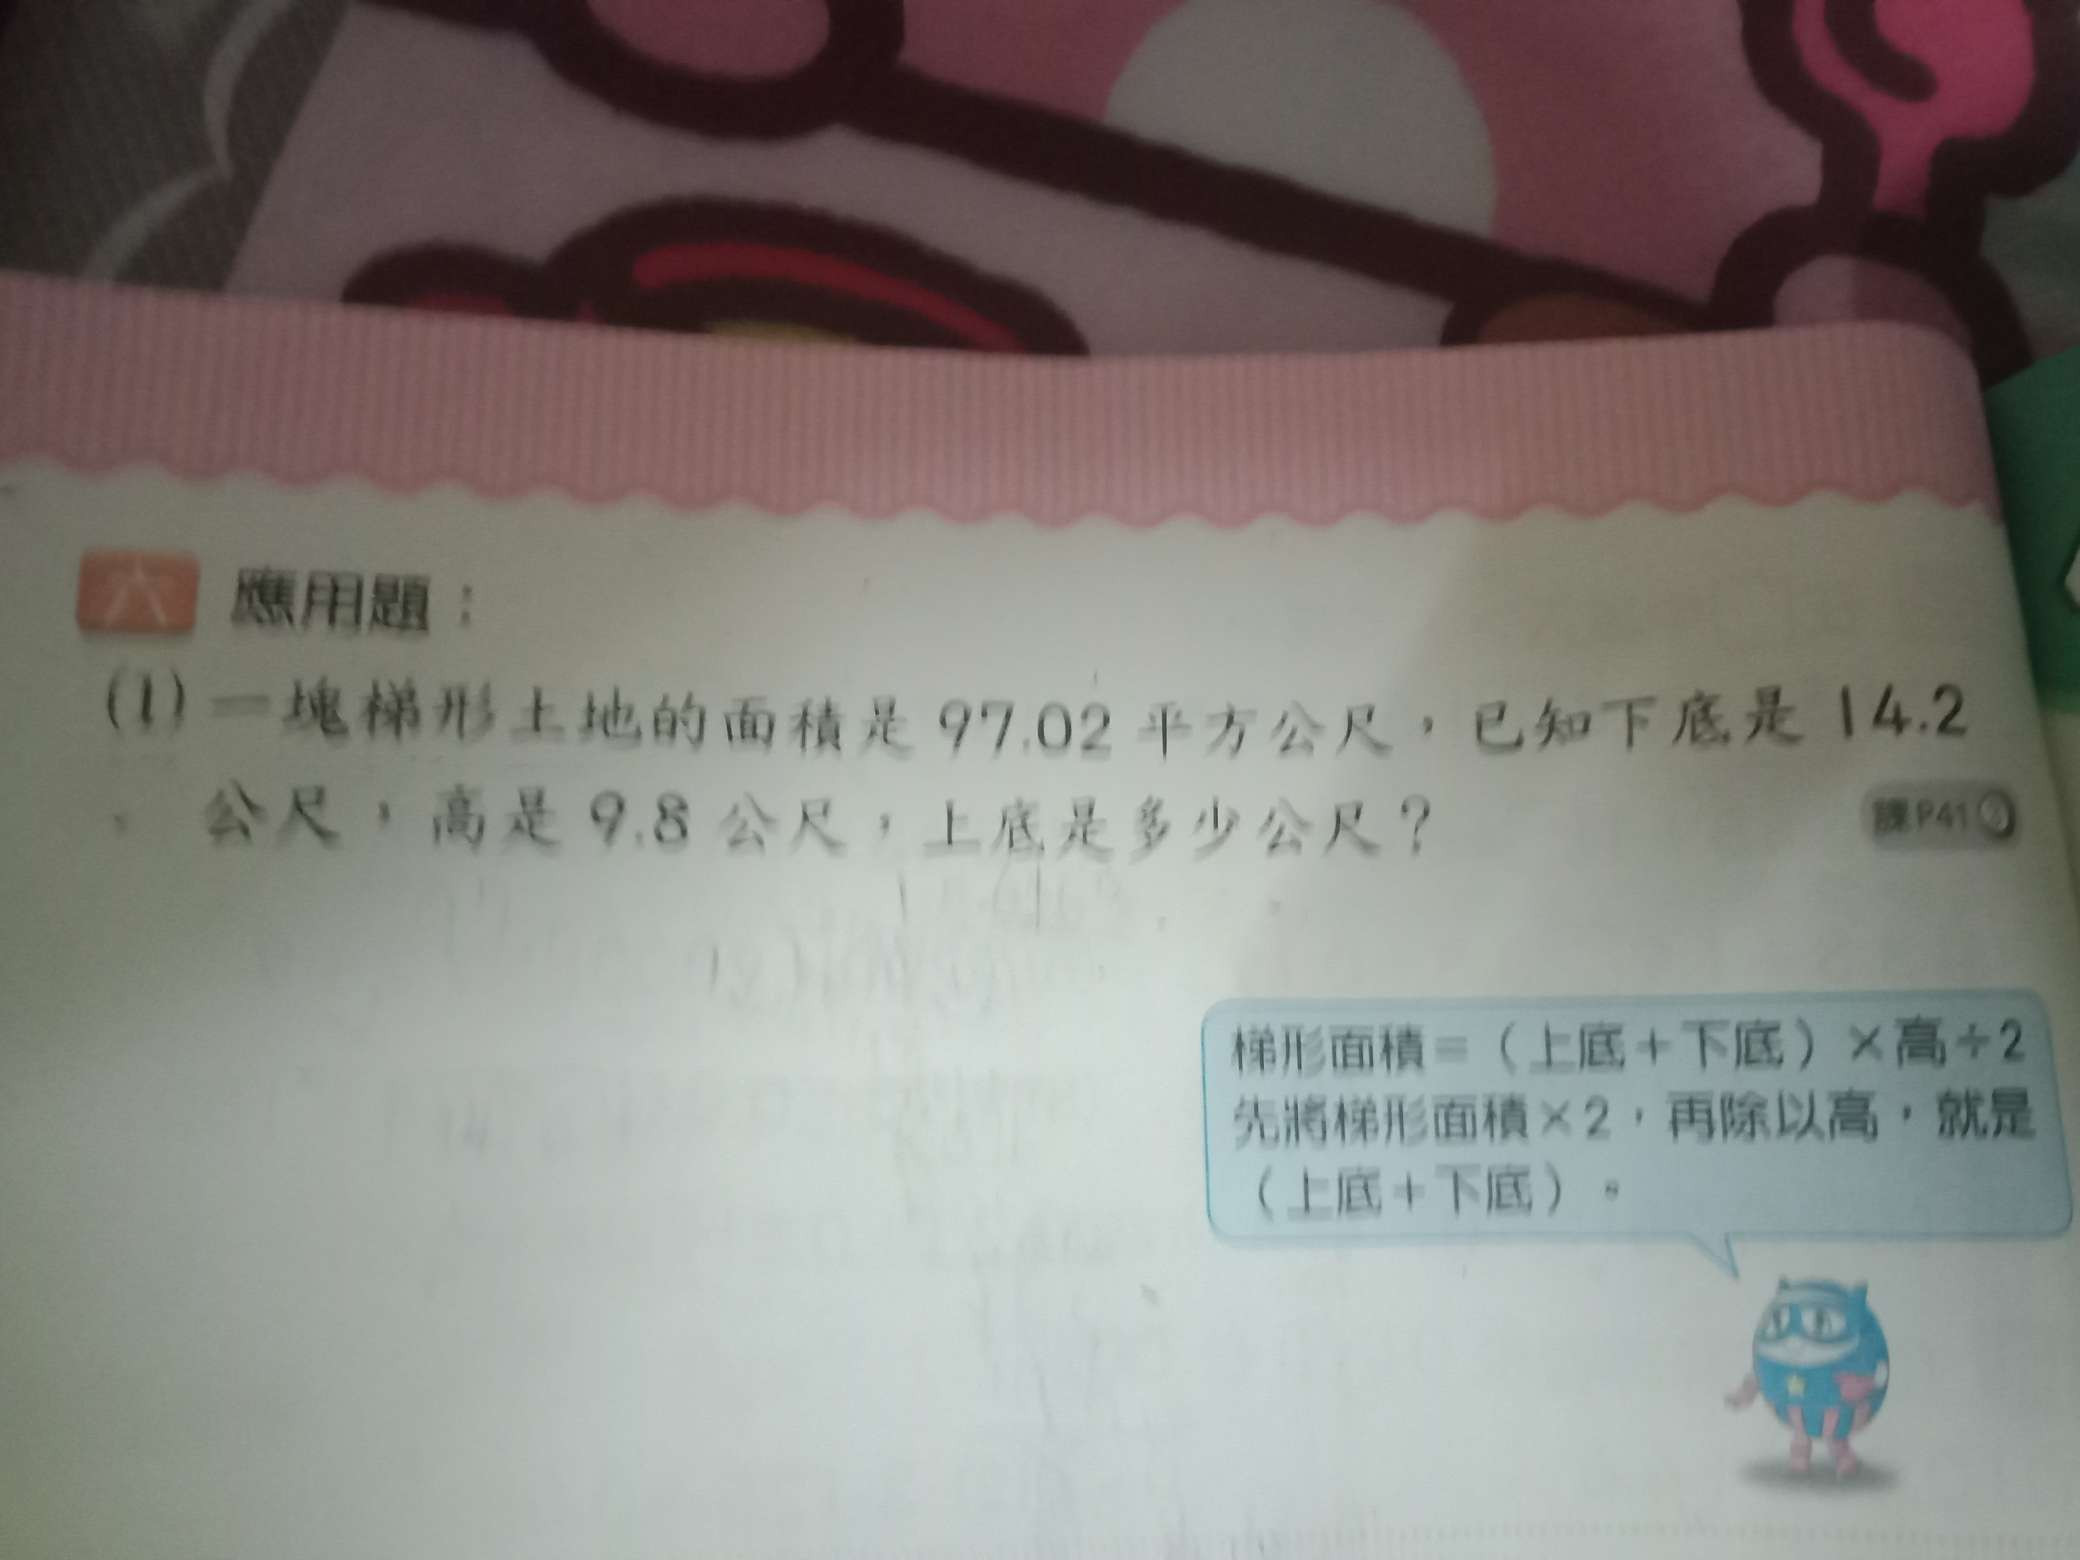 六 應用題：
(1) 一塊梯形土地的面積是 97.02 平方公尺，已知下底是 14.2
公尺，高是 9.8 公尺，上底是多少公尺？
課P41
梯形面積＝（上底＋下底）×高÷2
先將梯形面積×2，再除以高，就是
（上底＋下底）。